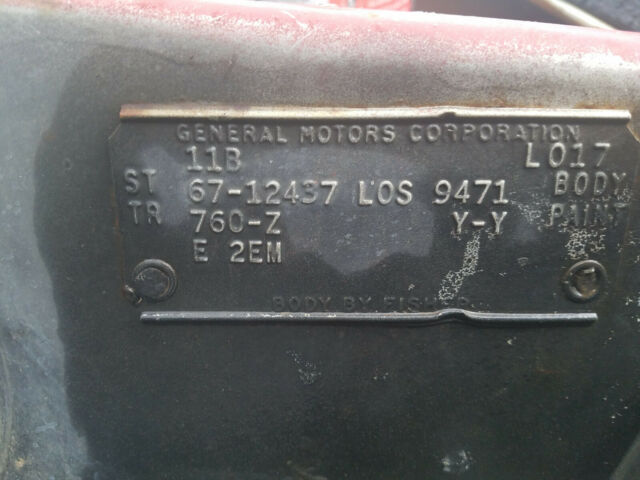 GENERAL MOTORS CORPORATION
11B L017
ST 67-12437 LOS 9471 BODY
TR 760-Z Y-Y PAINT
E 2EM
BODY BY FISHER